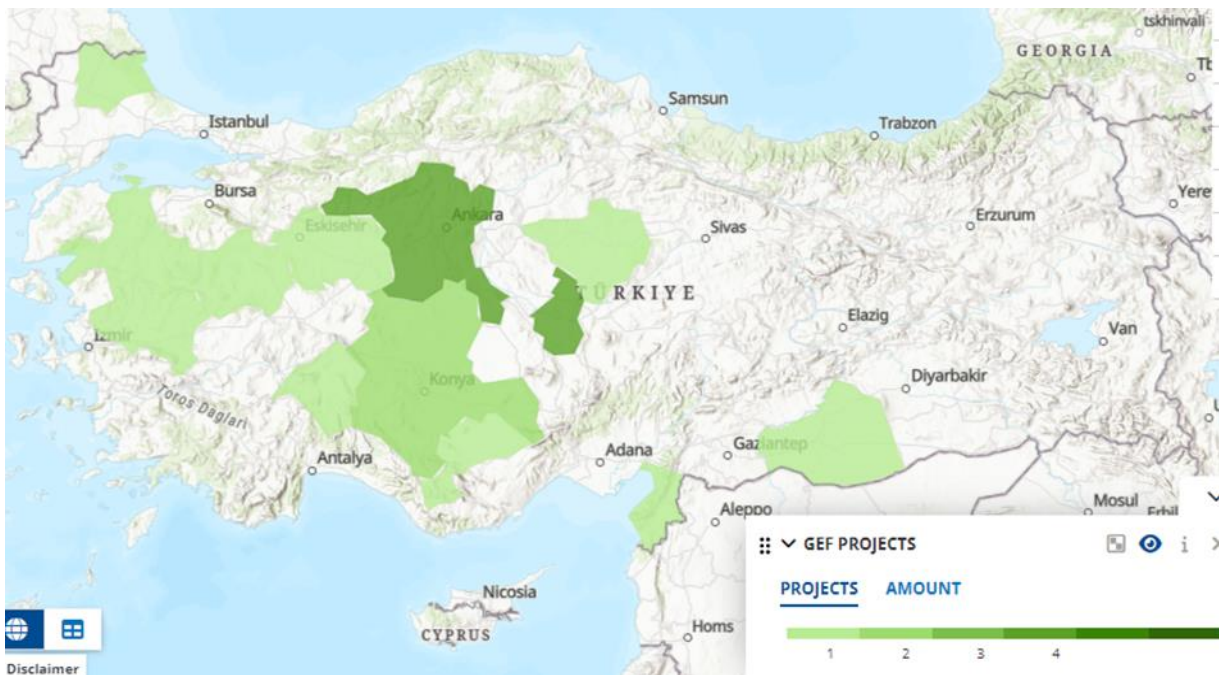 tskhinvali
GEORGIA
Tt
Samsun
Istanbul
Trabzon
Bursa
Yere
Ankara
Erzurum
Eskisehir
Sivas
TÜRKIYE
Elazig
Izmir
Van
Konya
Diyarbakir
Toros Daglari
Gaziantep
Adana
Antalya
Mosul
Erbil
Aleppo
GEF PROJECTS
i
PROJECTS AMOUNT
Nicosia
CYPRUS
Homs
1 2 3 4
Disclaimer